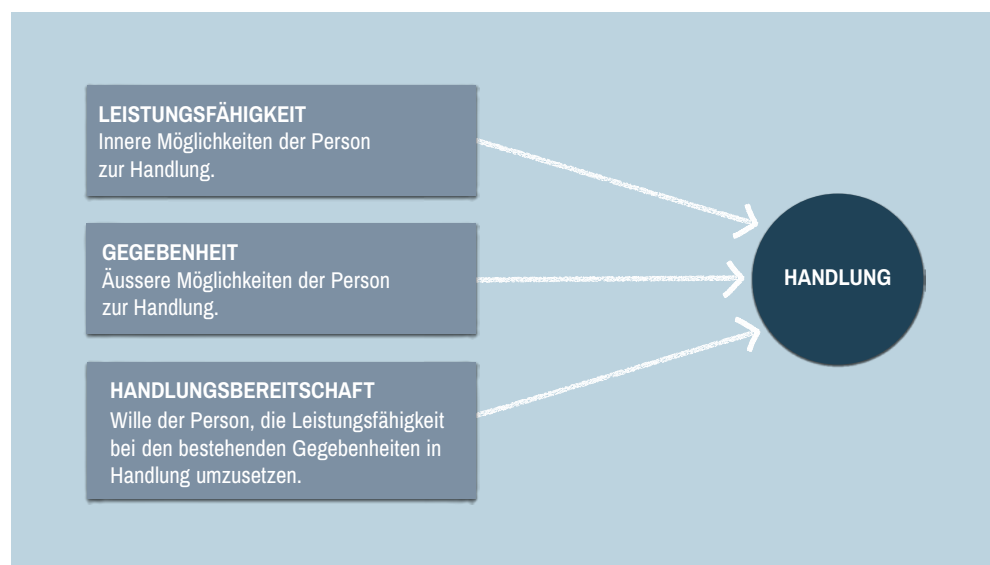 LEISTUNGSFÄHIGKEIT
Innere Möglichkeiten der Person
zur Handlung.
GEGEBENHEIT
Äussere Möglichkeiten der Person
zur Handlung.
HANDLUNGSBEREITSCHAFT
Wille der Person, die Leistungsfähigkeit
bei den bestehenden Gegebenheiten in
Handlung umzusetzen.
HANDLUNG